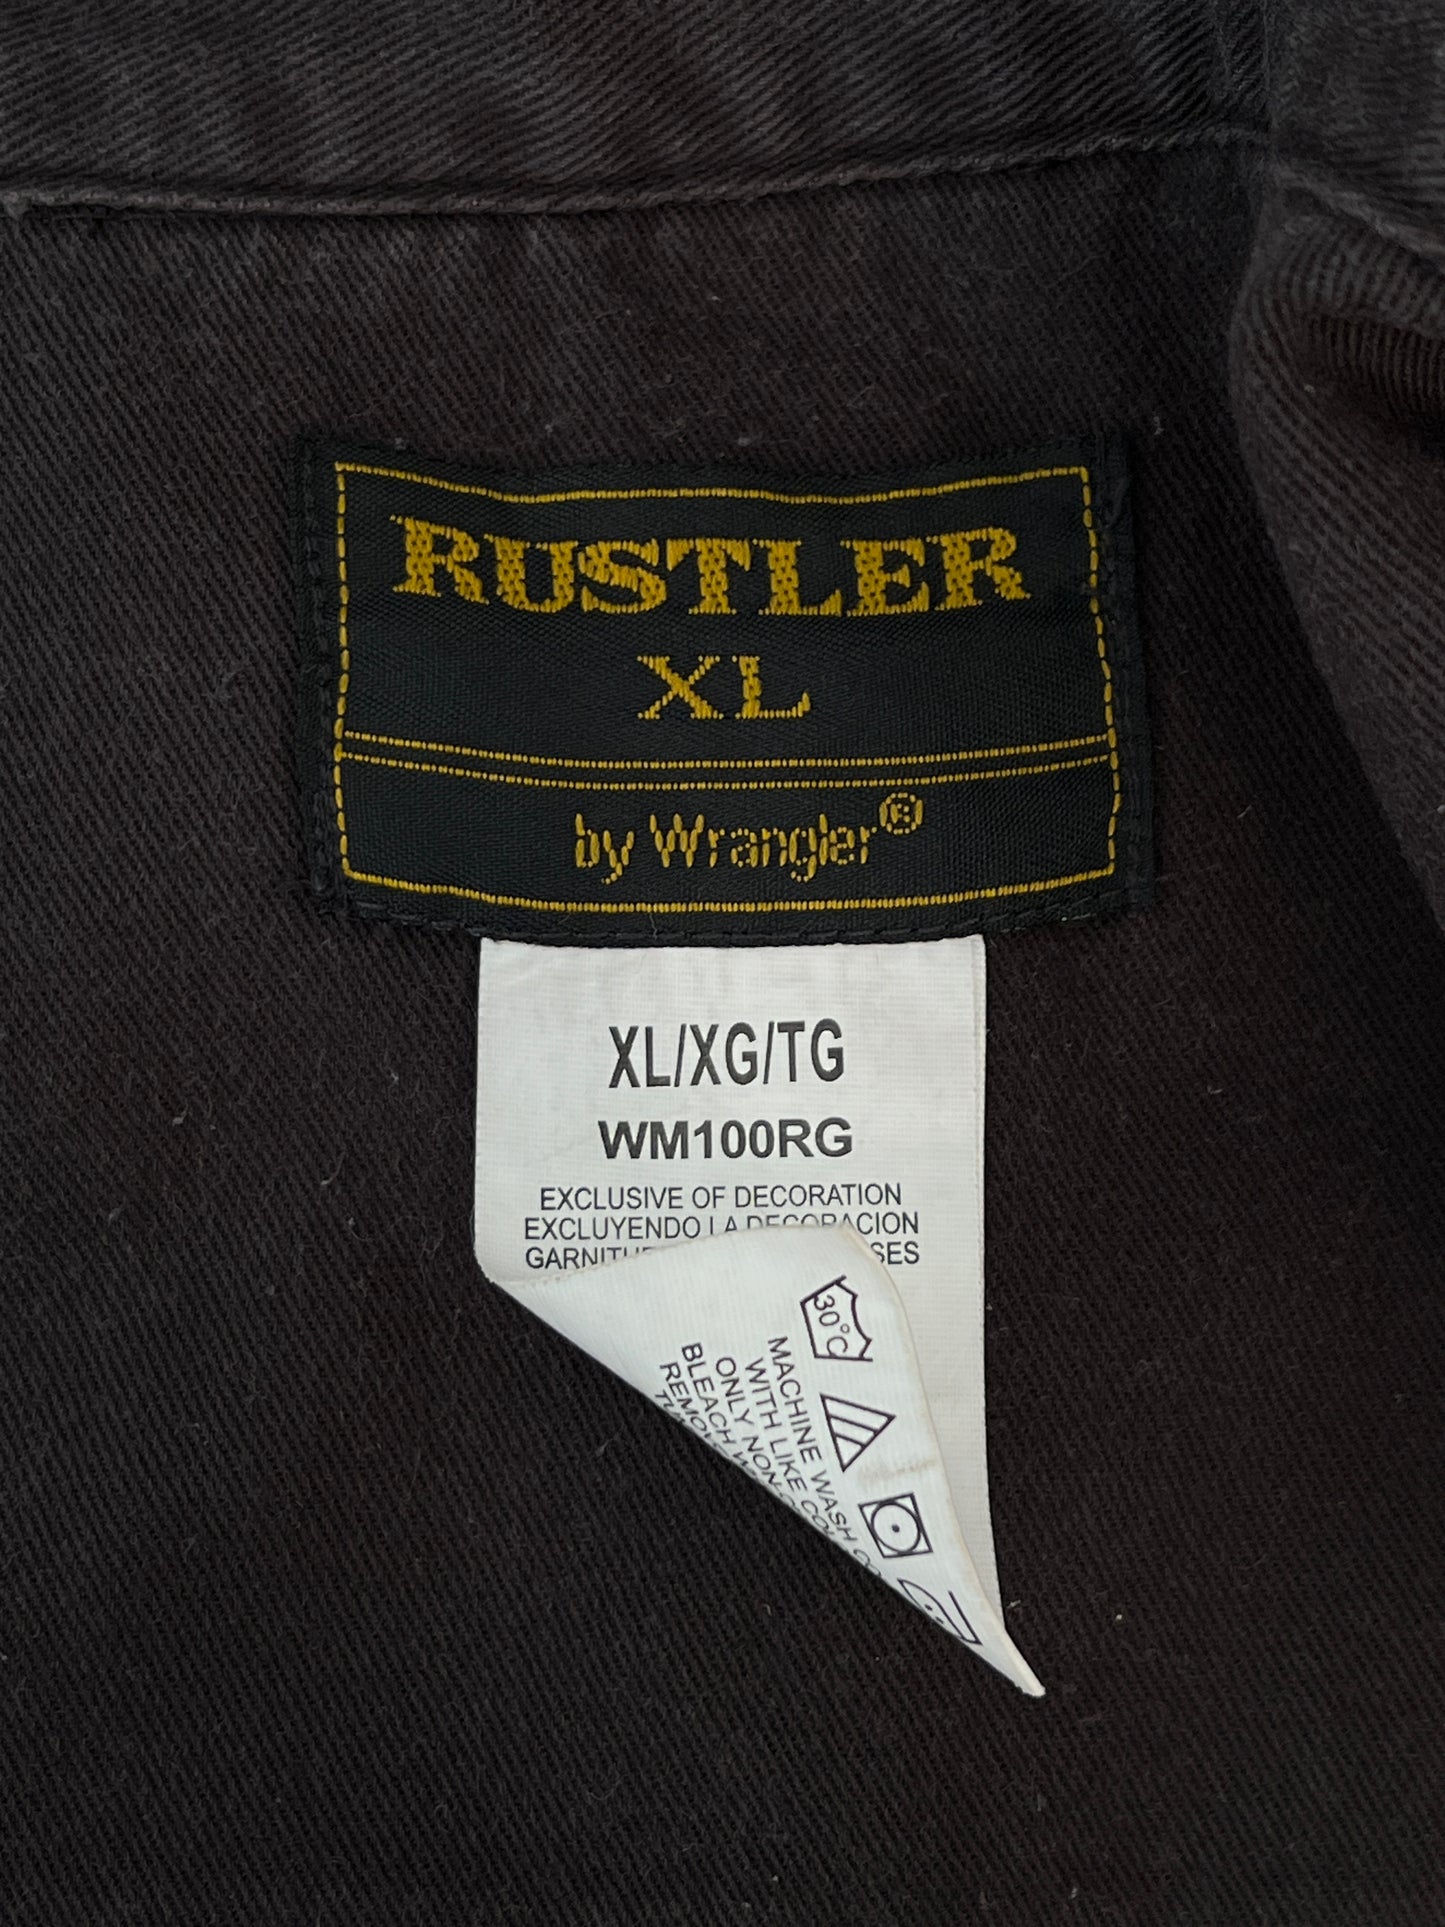 RUSTLER
XL
by Wrangler®
XL/XG/TG
WM100RG
EXCLUSIVE OF DECORATION
EXCLUYENDO LA DECORACION
30°C
MACHINE WASH
WITH LIKE
ONLY NON-
BLEACH